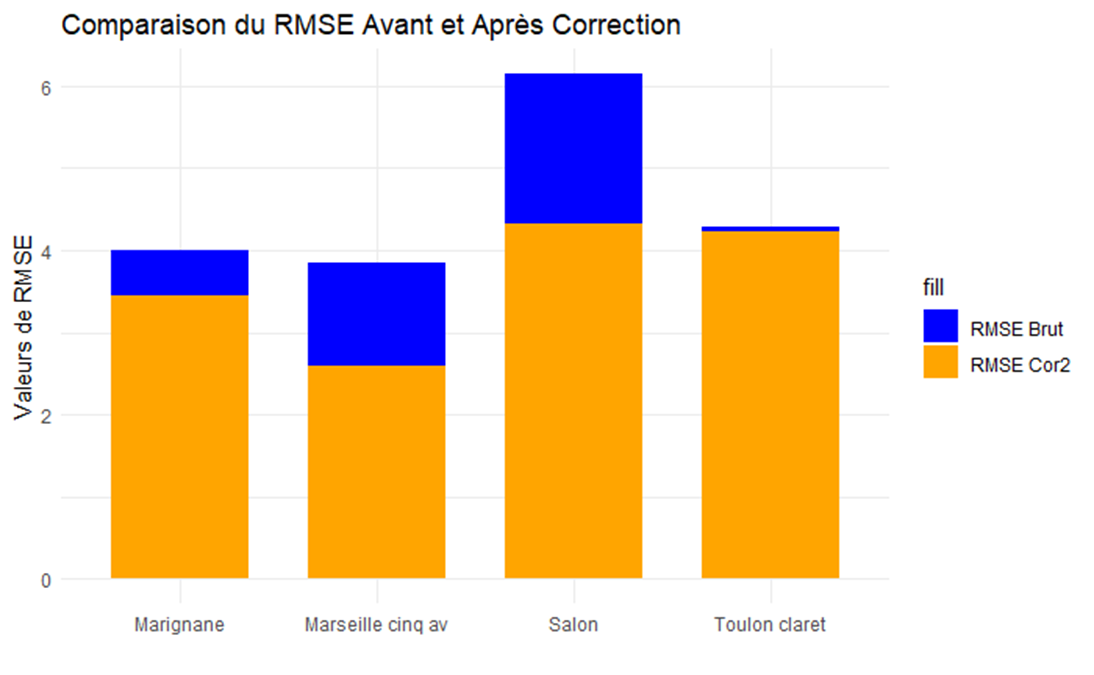 Comparaison du RMSE Avant et Après Correction
Valeurs de RMSE
6
4
2
0
Marignane
Marseille cinq av
Salon
Toulon claret
fill
RMSE Brut
RMSE Cor2